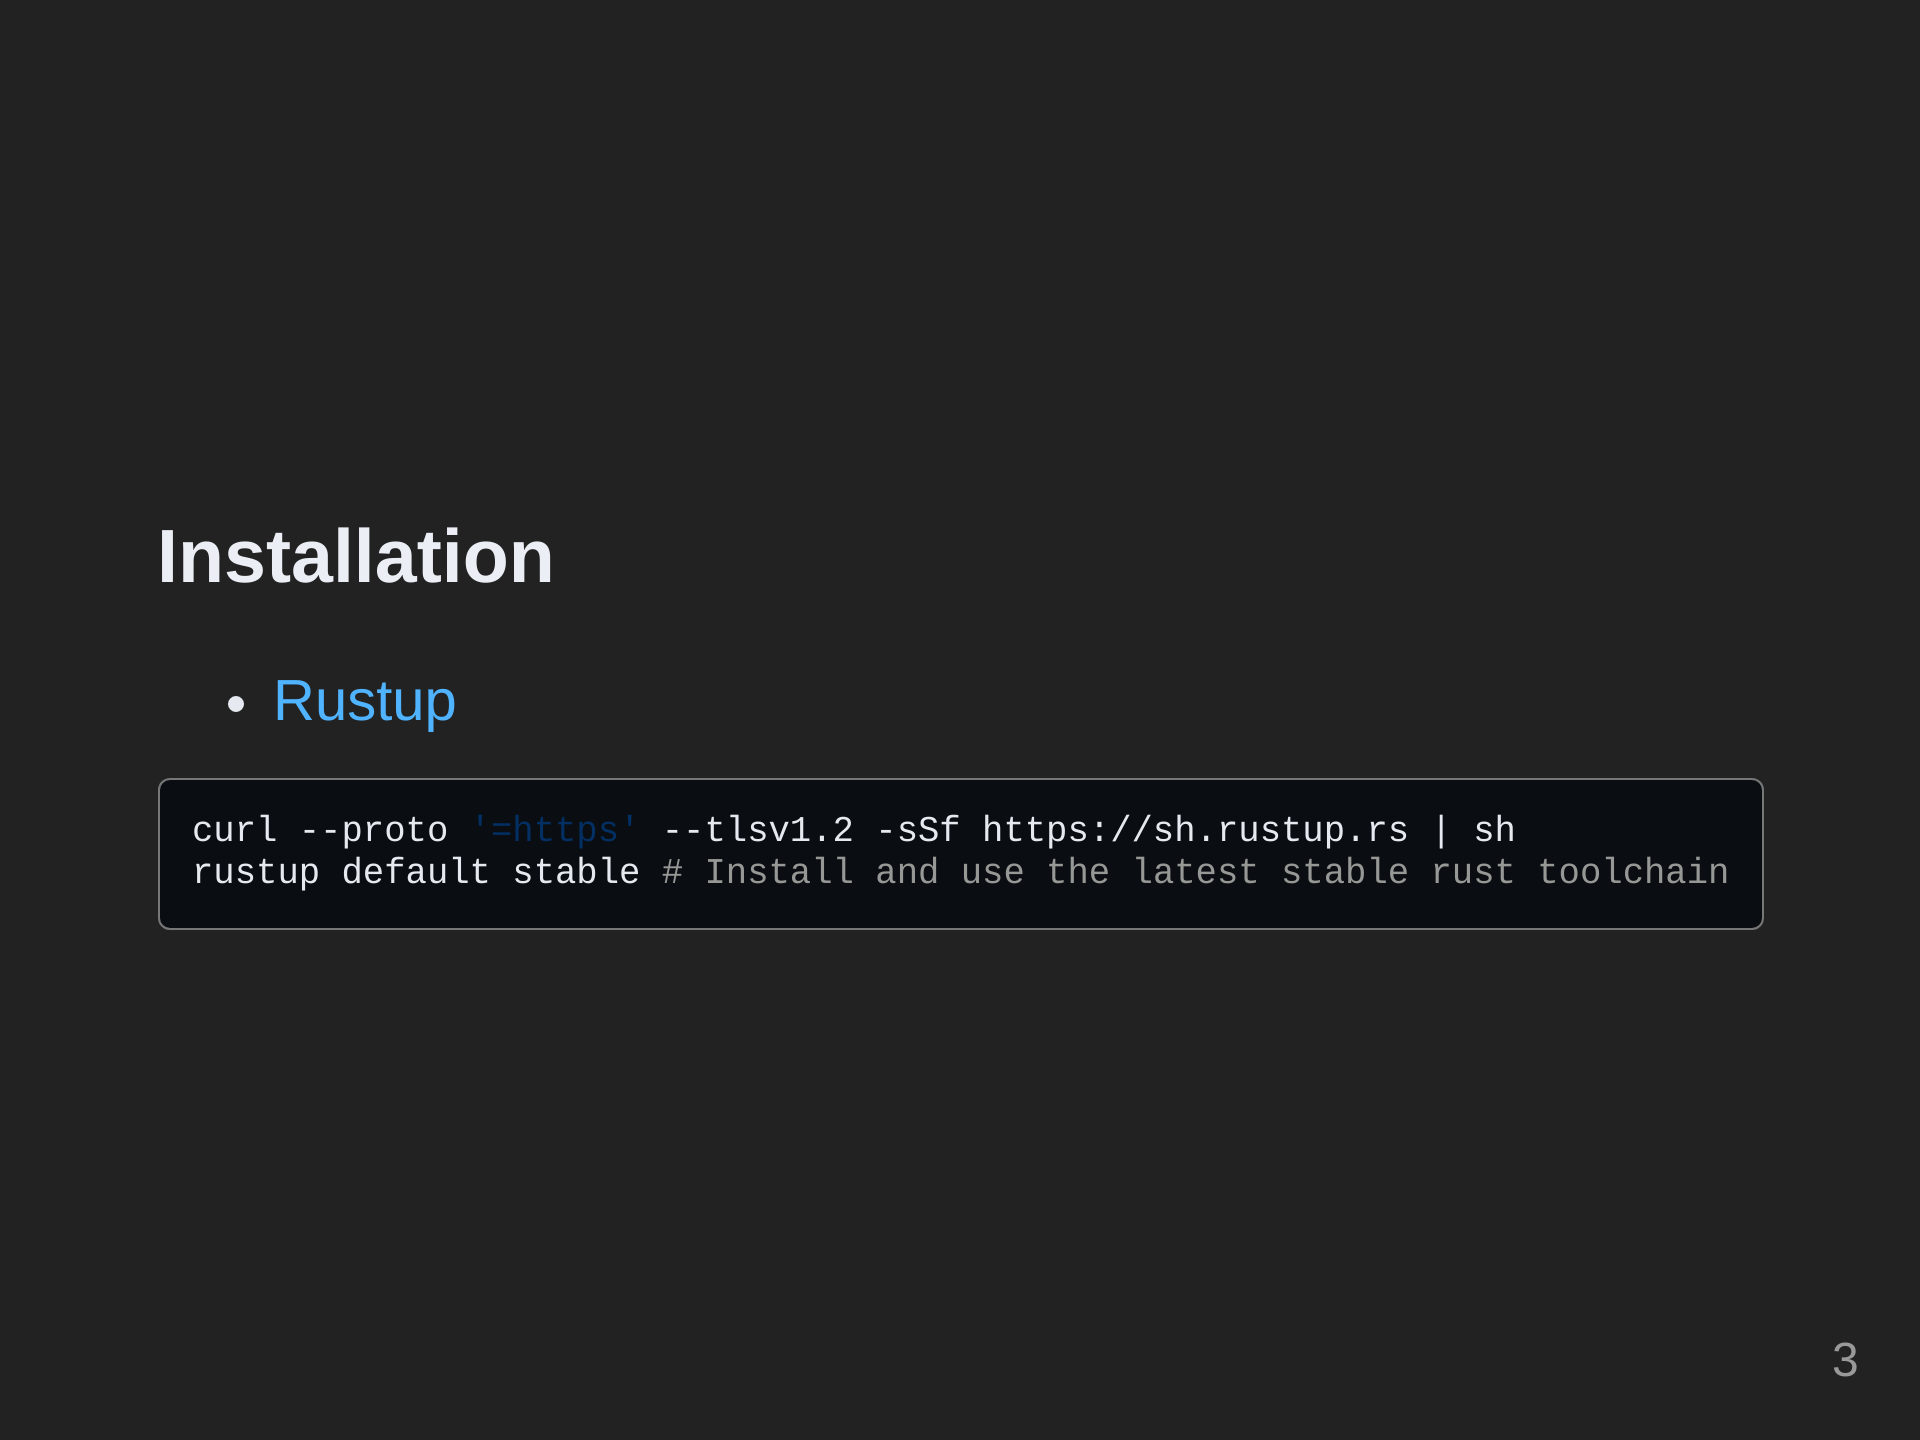 Installation
Rustup
curl --proto '=https' --tlsv1.2 -sSf https://sh.rustup.rs | sh
rustup default stable # Install and use the latest stable rust toolchain
3